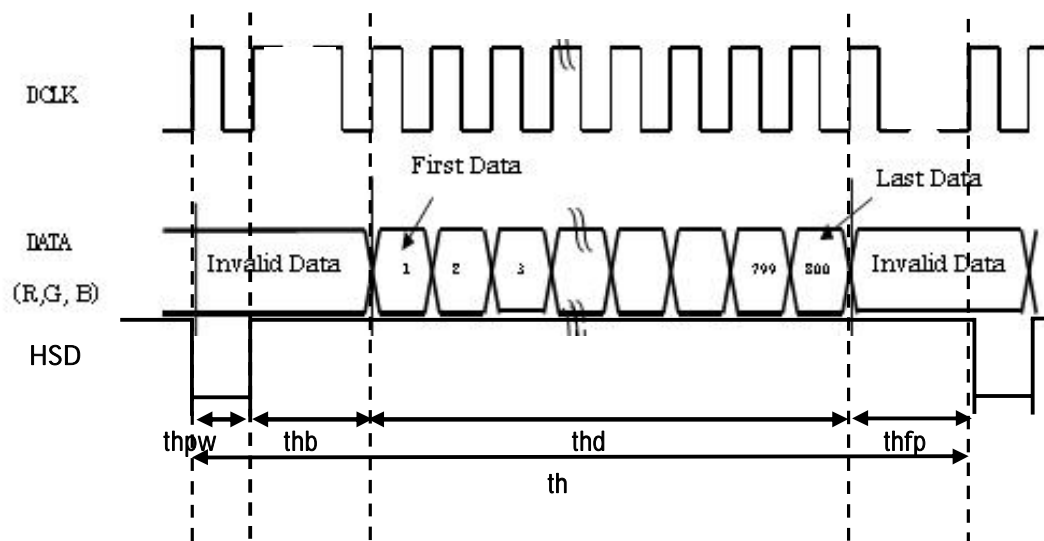 DCLK
First Data
Last Data
DATA
(R,G, B)
Invalid Data
1
2
3
799
800
Invalid Data
HSD
thpw
thb
thd
thfp
th